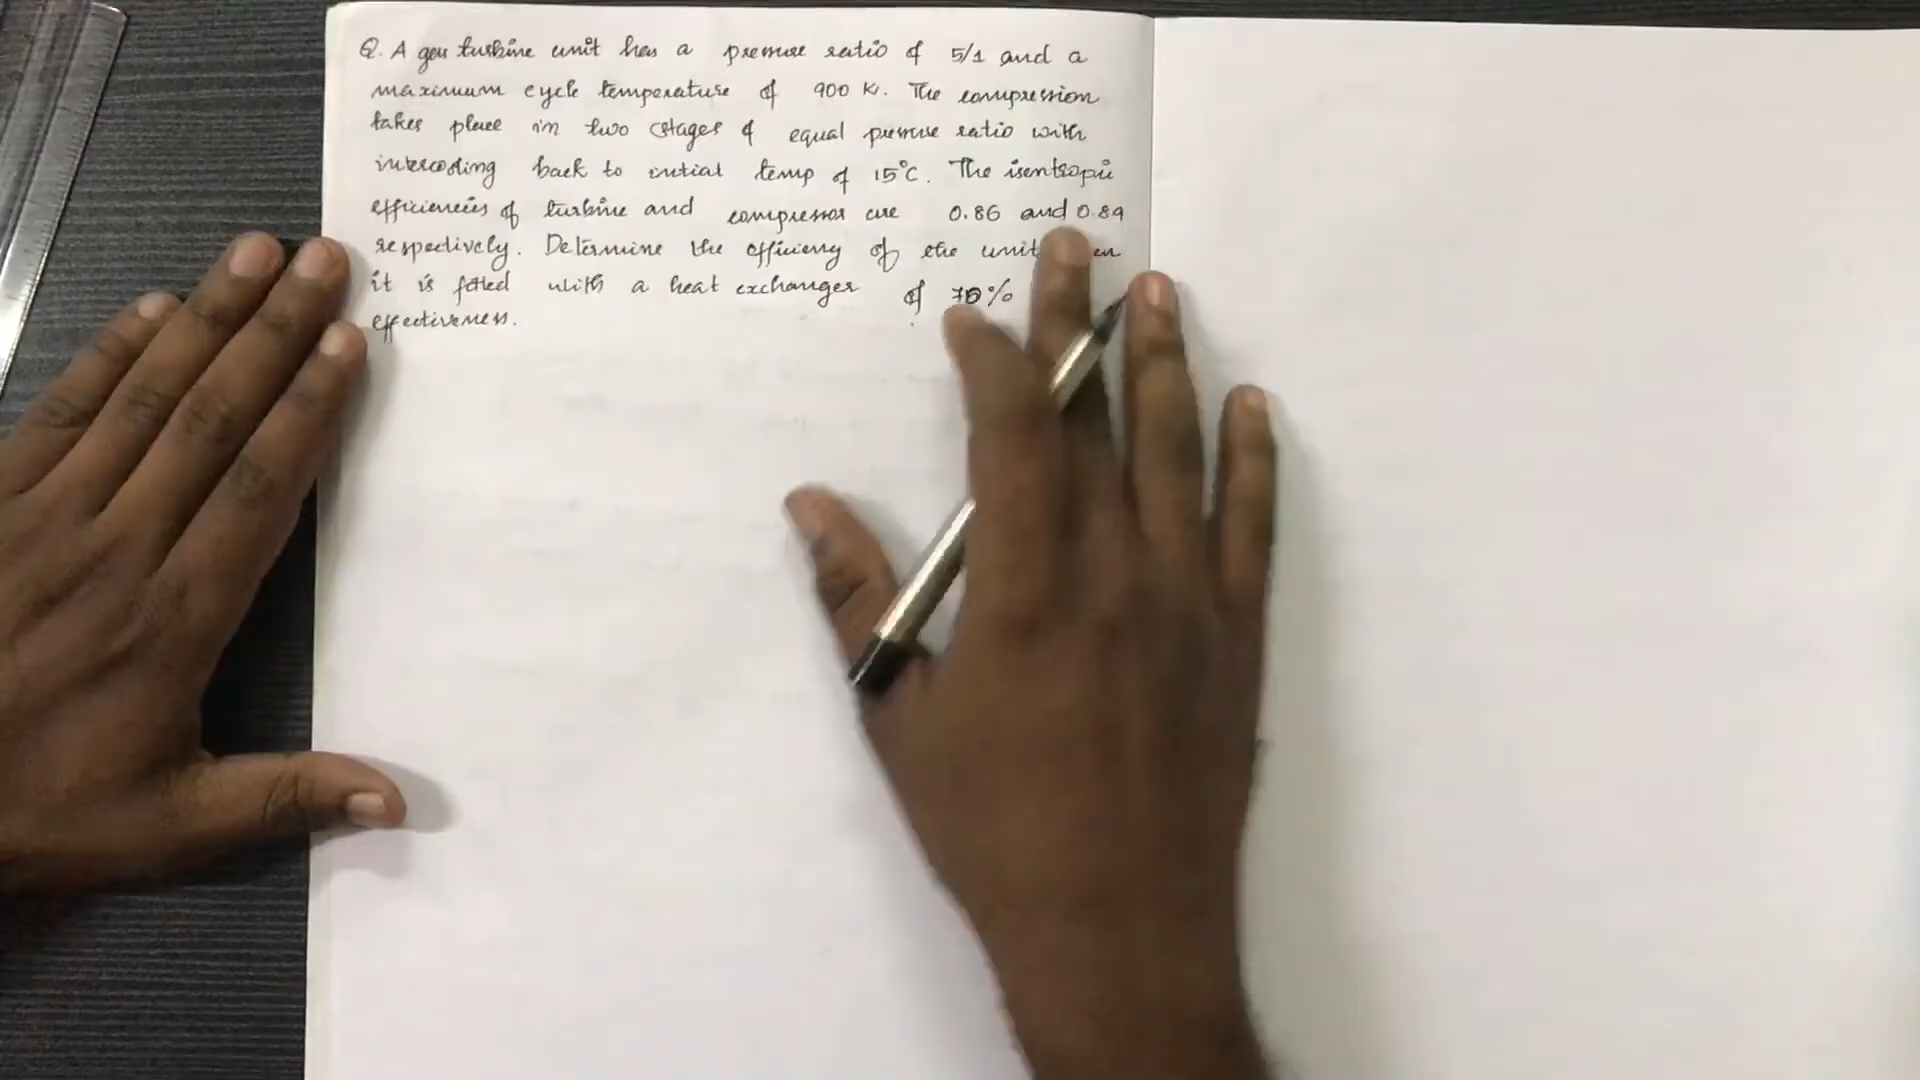 Q. A gas turbine unit has a pressure ratio of 5/1 and a
maximum cycle temperature of 900 K. The compression
takes place in two stages of equal pressure ratio with
intercooling back to initial temp of 15°C. The isentropic
efficiencies of turbine and compressor are 0.86 and 0.89
respectively. Determine the efficiency of the unit
it is fitted with a heat exchanger of %
effectiveness.